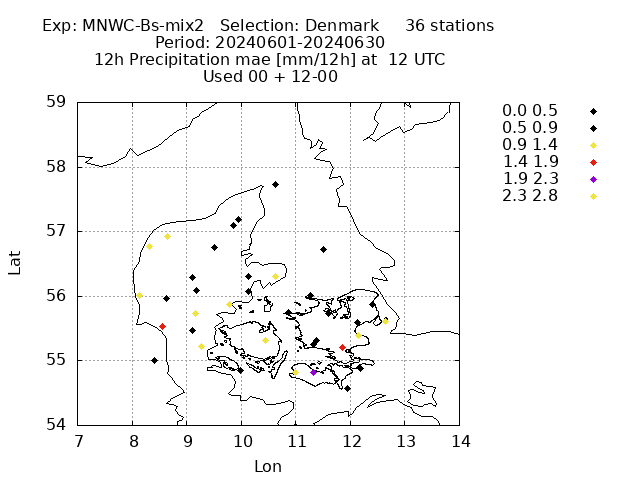 Exp: MNWC-Bs-mix2 Selection: Denmark 36 stations
Period: 20240601-20240630
12h Precipitation mae [mm/12h] at 12 UTC
Used 00 + 12-00
0.0 0.5
0.5 0.9
0.9 1.4
1.4 1.9
1.9 2.3
2.3 2.8
59
58
57
56
55
54
Lat
7 8 9 10 11 12 13 14
Lon